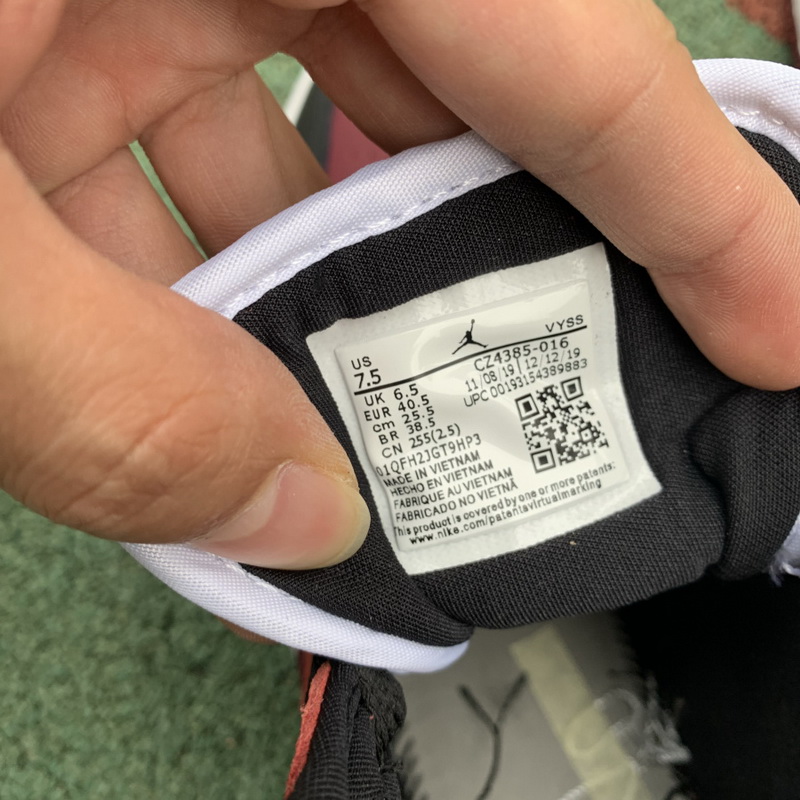 US
7.5
VYSS
CZ4385-016
11/08/19 | 12/12/19
UPC 00193154389883
UK 6.5
EUR 40.5
cm 25.5
BR 38.5
CN 255(2.5)
01QFH2JGT9HP3
MADE IN VIETNAM
HECHO EN VIETNAM
FABRIQUE AU VIETNAM
FABRICADO NO VIETNÃ
This product is covered by one or more patents:
www.nike.com/patentsvirtualmarking